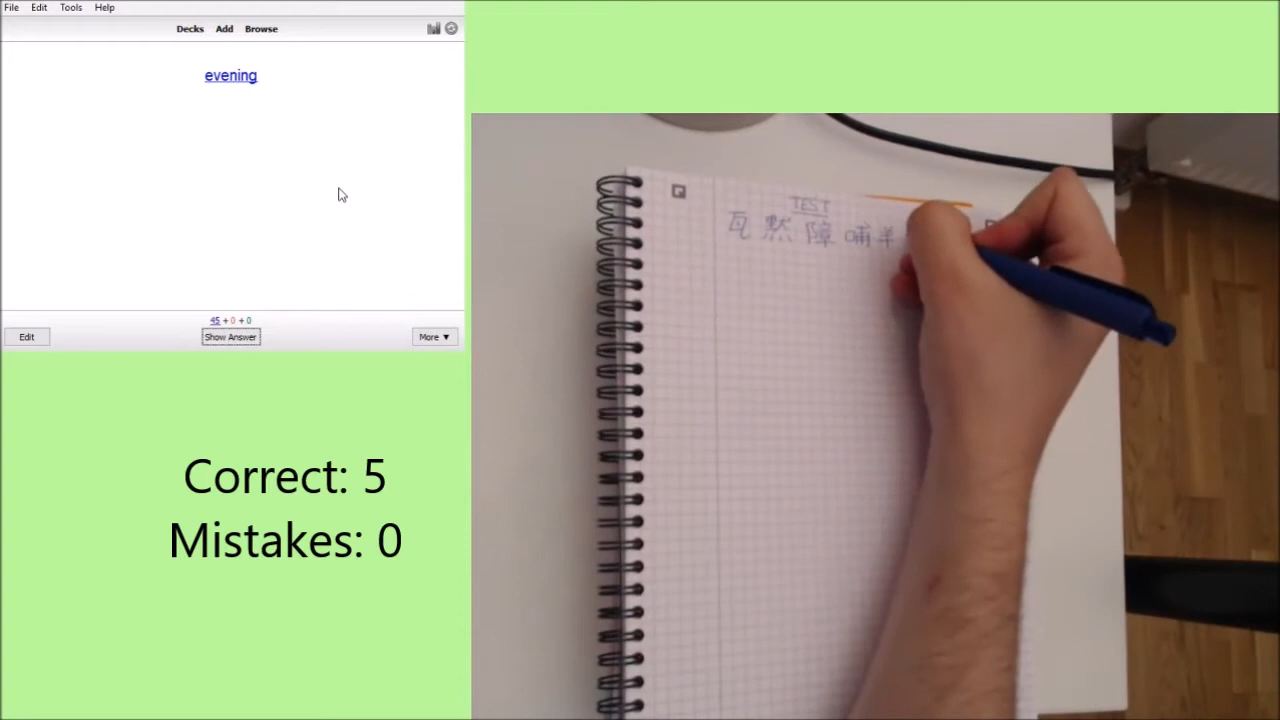 File Edit Tools Help
Decks Add Browse
evening
45 + 0 + 0
Edit Show Answer More ▼
Correct: 5
Mistakes: 0
TEST
瓦 黙 障 哺 半